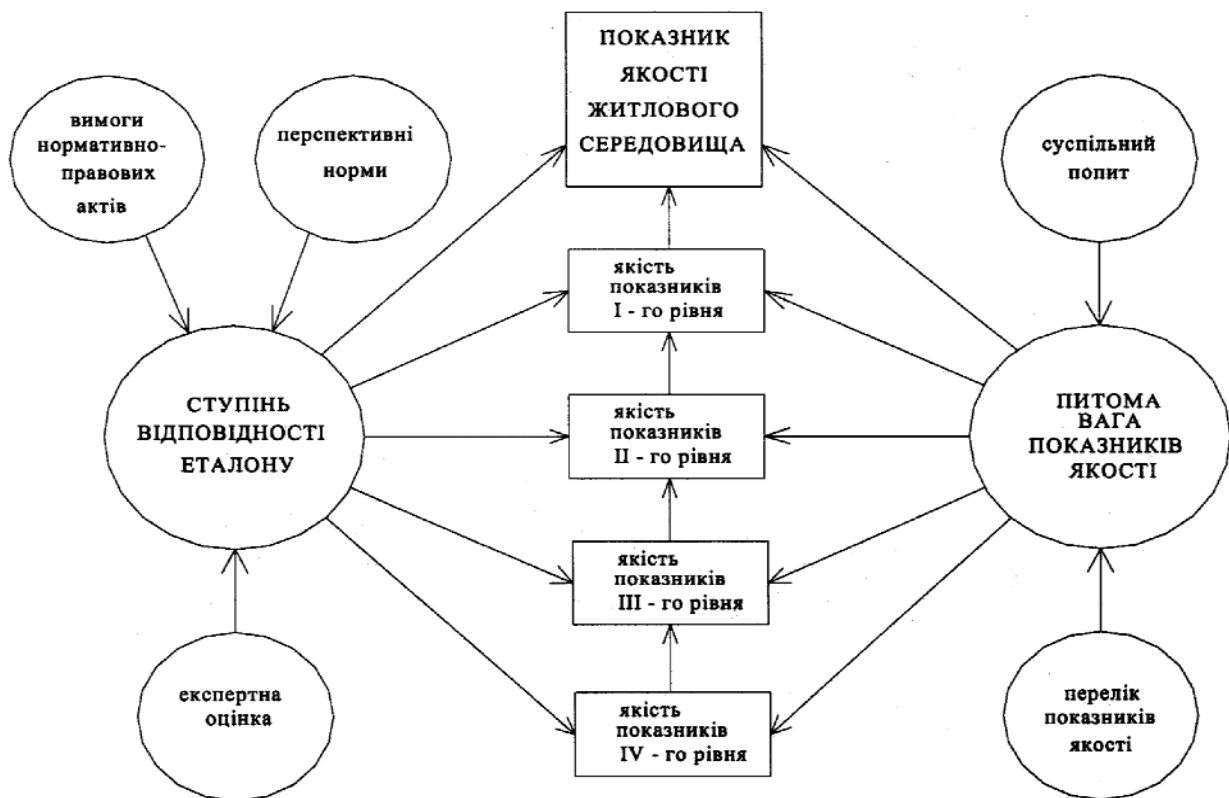 ПОКАЗНИК
ЯКОСТІ
ЖИТЛОВОГО
СЕРЕДОВИЩА
вимоги
нормативно-
правових
актів
перспективні
норми
суспільний
попит
якість
показників
I - го рівня
СТУПІНЬ
ВІДПОВІДНОСТІ
ЕТАЛОНУ
якість
показників
II - го рівня
ПИТОМА
ВАГА
ПОКАЗНИКІВ
ЯКОСТІ
якість
показників
III - го рівня
експертна
оцінка
якість
показників
IV - го рівня
перелік
показників
якості